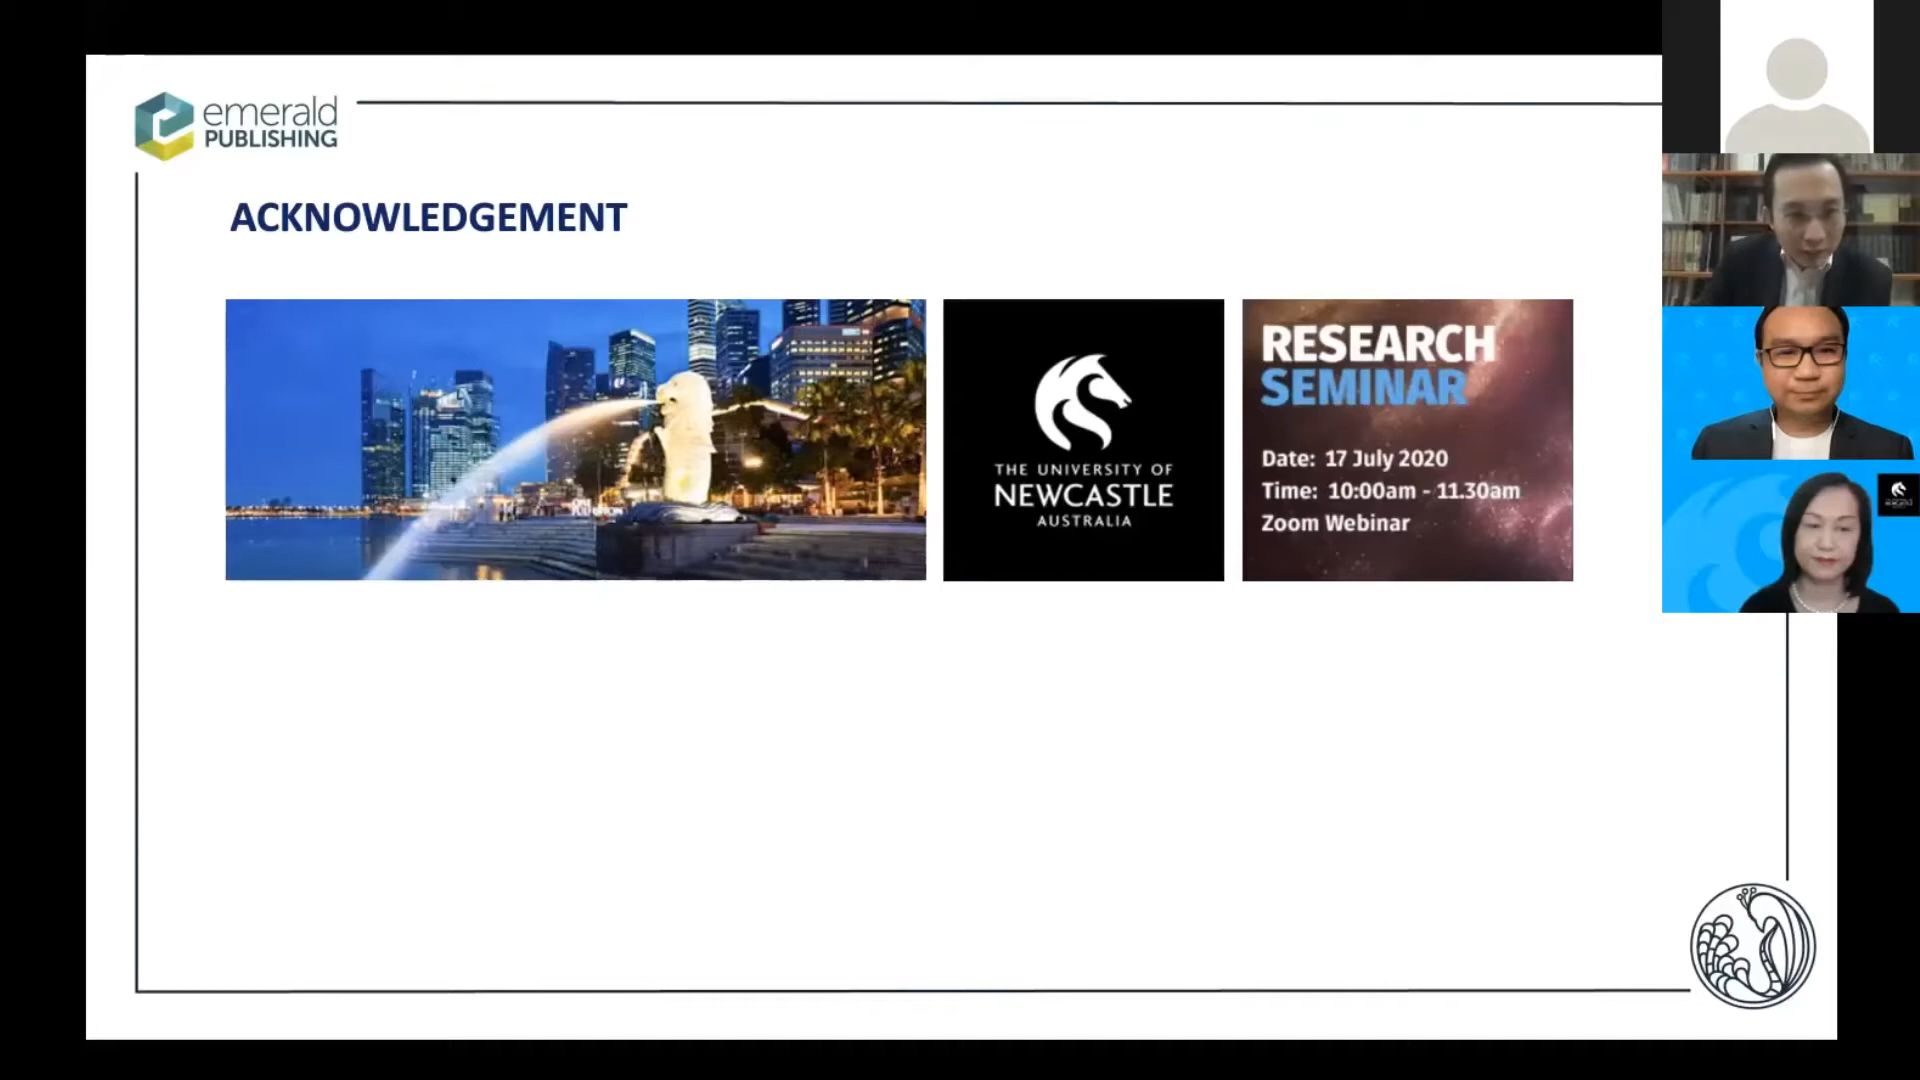 emerald
PUBLISHING
ACKNOWLEDGEMENT
THE UNIVERSITY OF
NEWCASTLE
AUSTRALIA
RESEARCH
SEMINAR
Date: 17 July 2020
Time: 10:00am - 11.30am
Zoom Webinar